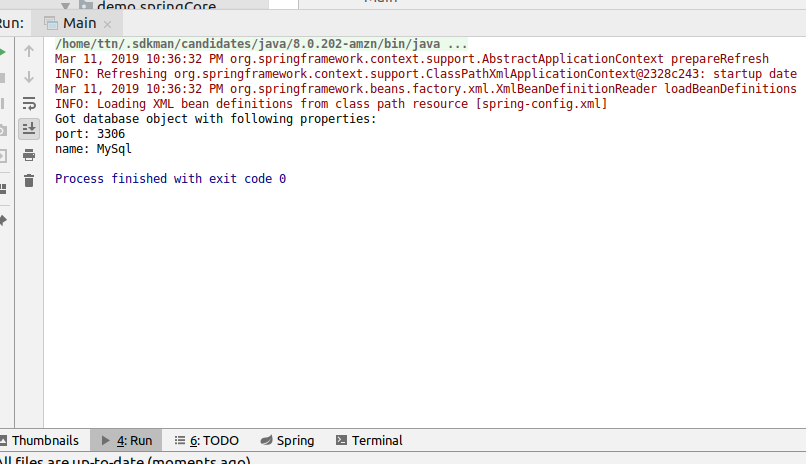 demo.springCore
Main
Run:
Main
/home/ttn/.sdkman/candidates/java/8.0.202-amzn/bin/java ...
Mar 11, 2019 10:36:32 PM org.springframework.context.support.AbstractApplicationContext prepareRefresh
INFO: Refreshing org.springframework.context.support.ClassPathXmlApplicationContext@2328c243: startup date
Mar 11, 2019 10:36:32 PM org.springframework.beans.factory.xml.XmlBeanDefinitionReader loadBeanDefinitions
INFO: Loading XML bean definitions from class path resource [spring-config.xml]
Got database object with following properties:
port: 3306
name: MySql
Process finished with exit code 0
Thumbnails 4: Run 6: TODO Spring Terminal
All files are up-to-date (moments ago)